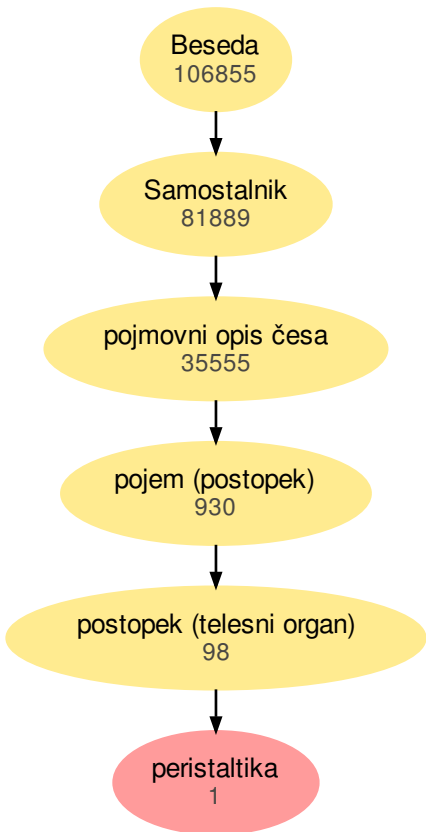 Beseda
106855
Samostalnik
81889
pojmovni opis česa
35555
pojem (postopek)
930
postopek (telesni organ)
98
peristaltika
1